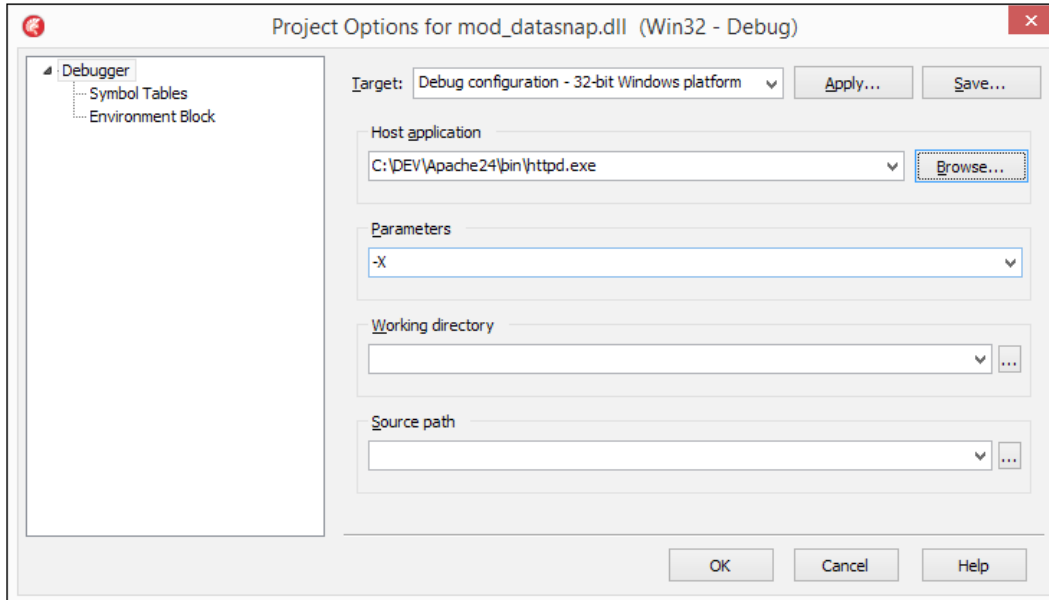 Project Options for mod_datasnap.dll (Win32 - Debug)
Debugger
Symbol Tables
Environment Block
Target: Debug configuration - 32-bit Windows platform Apply... Save...
Host application
C:\DEV\Apache24\bin\httpd.exe Browse...
Parameters
-X
Working directory
...
Source path
...
OK Cancel Help